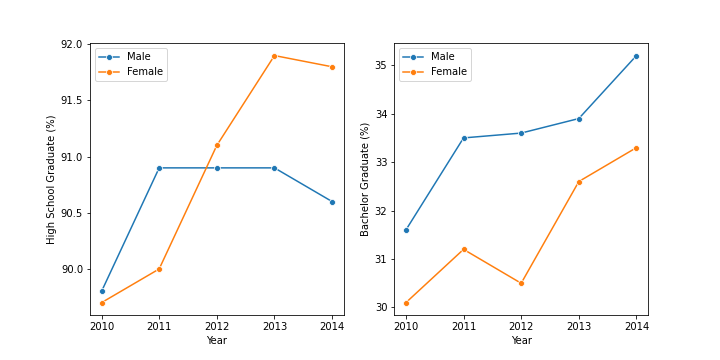 Male
Female
High School Graduate (%)
92.0
91.5
91.0
90.5
90.0
2010 2011 2012 2013 2014
Year
Male
Female
Bachelor Graduate (%)
35
34
33
32
31
30
2010 2011 2012 2013 2014
Year